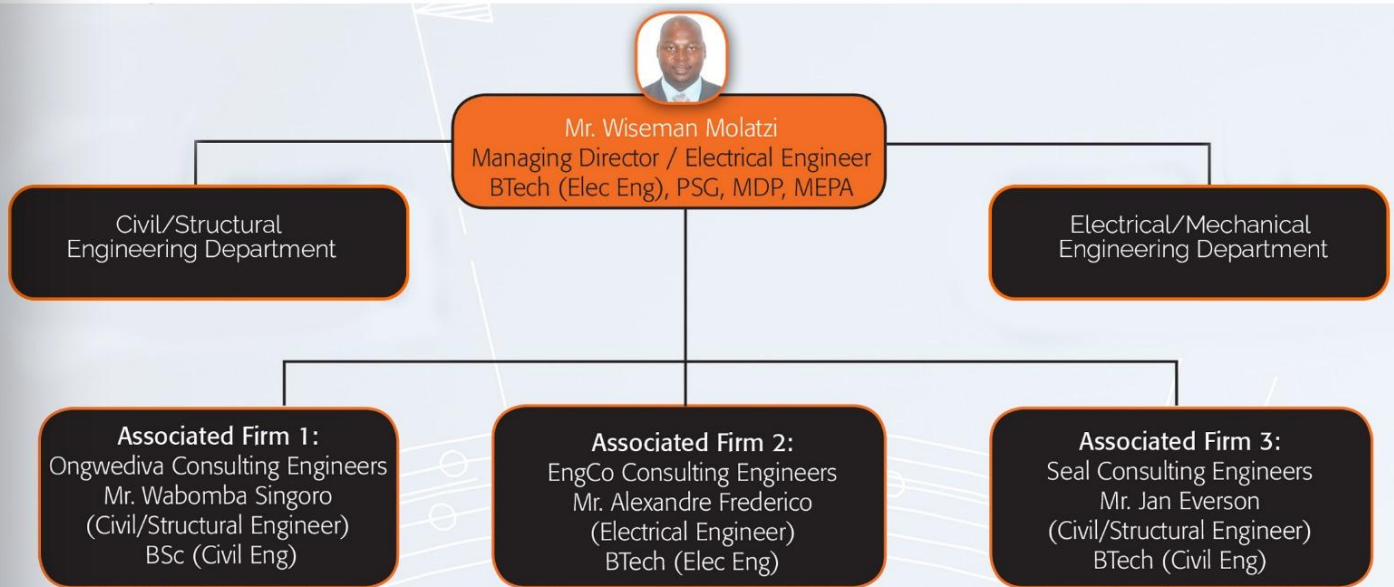 Mr. Wiseman Molatzi
Managing Director / Electrical Engineer
BTech (Elec Eng), PSG, MDP, MEPA
Civil/Structural
Engineering Department
Electrical/Mechanical
Engineering Department
Associated Firm 1:
Ongwediva Consulting Engineers
Mr. Wabomba Singoro
(Civil/Structural Engineer)
BSc (Civil Eng)
Associated Firm 2:
EngCo Consulting Engineers
Mr. Alexandre Frederico
(Electrical Engineer)
BTech (Elec Eng)
Associated Firm 3:
Seal Consulting Engineers
Mr. Jan Everson
(Civil/Structural Engineer)
BTech (Civil Eng)